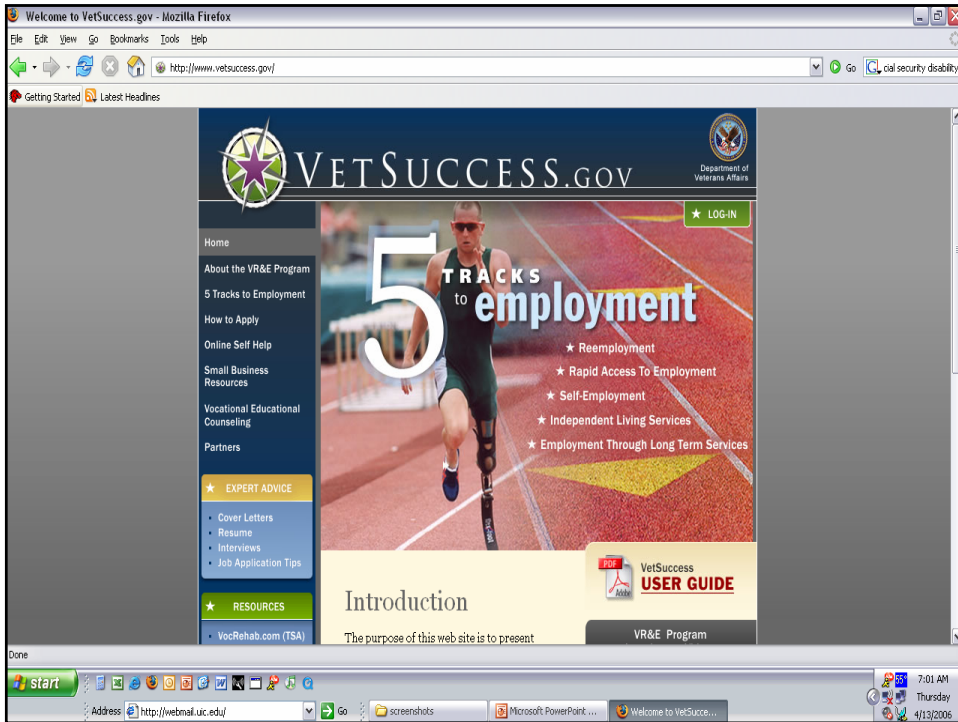 Welcome to VetSuccess.gov - Mozilla Firefox
File Edit View Go Bookmarks Tools Help
http://www.vetsuccess.gov/
Go
cial security disability
Getting Started
Latest Headlines
VETSUCCESS.GOV
Department of
Veterans Affairs
★ LOG-IN
Home
About the VR&E Program
5 Tracks to Employment
How to Apply
Online Self Help
Small Business
Resources
Vocational Educational
Counseling
Partners
5 TRACKS
to employment
★ Reemployment
★ Rapid Access To Employment
★ Self-Employment
★ Independent Living Services
★ Employment Through Long Term Services
★ EXPERT ADVICE
• Cover Letters
• Resume
• Interviews
• Job Application Tips
★ RESOURCES
• VocRehab.com (TSA)
Introduction
The purpose of this web site is to present
PDF
Adobe
VetSuccess
USER GUIDE
VR&E Program
Done
start
55°
7:01 AM
Thursday
4/13/2006
Address
http://webmail.uic.edu/
Go
screenshots
Microsoft PowerPoint ...
Welcome to VetSucce...